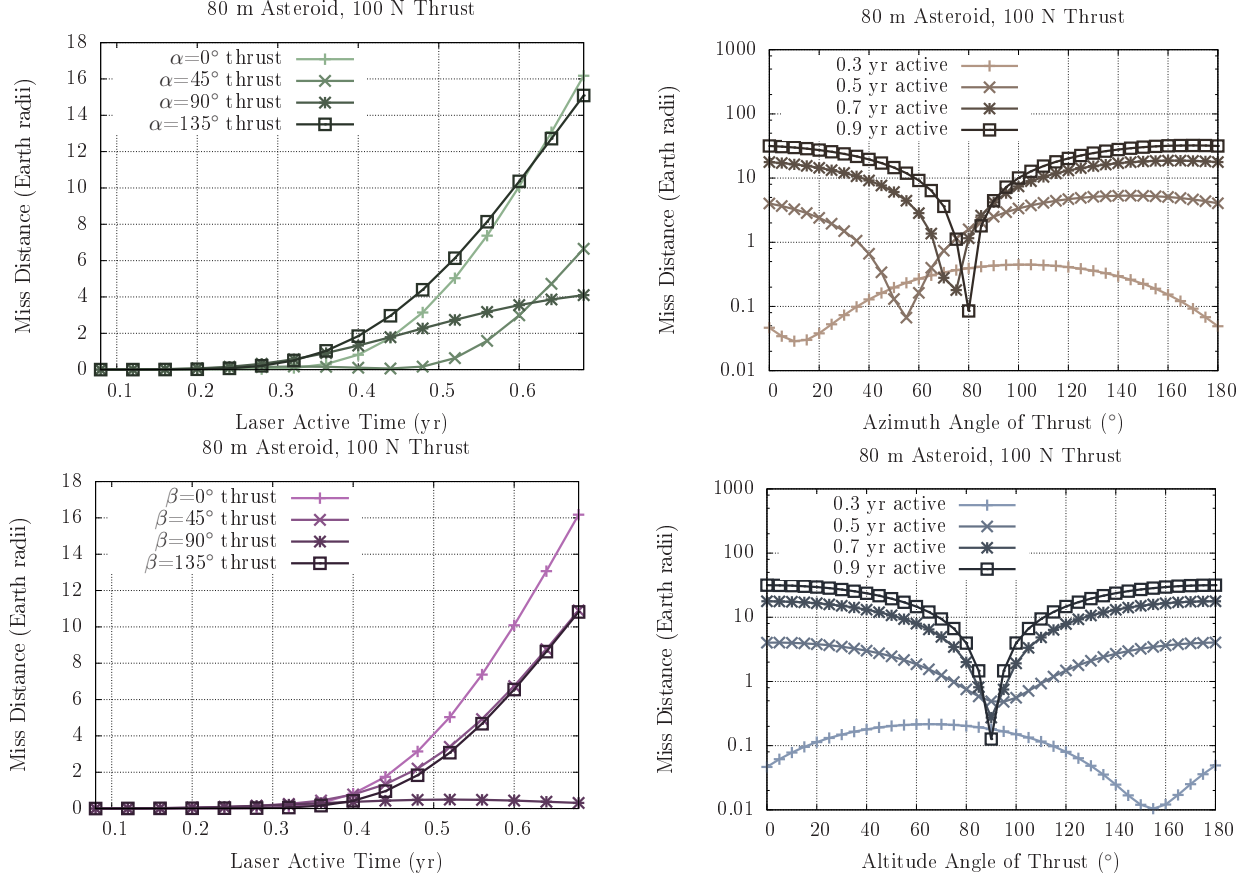 80 m Asteroid, 100 N Thrust
Miss Distance (Earth radii)
18
16
14
12
10
8
6
4
2
0
α=0° thrust
α=45° thrust
α=90° thrust
α=135° thrust
0.1 0.2 0.3 0.4 0.5 0.6
Laser Active Time (yr)
80 m Asteroid, 100 N Thrust
Miss Distance (Earth radii)
1000
100
10
1
0.1
0.01
0.3 yr active
0.5 yr active
0.7 yr active
0.9 yr active
0 20 40 60 80 100 120 140 160 180
Azimuth Angle of Thrust (°)
80 m Asteroid, 100 N Thrust
Miss Distance (Earth radii)
18
16
14
12
10
8
6
4
2
0
β=0° thrust
β=45° thrust
β=90° thrust
β=135° thrust
0.1 0.2 0.3 0.4 0.5 0.6
Laser Active Time (yr)
80 m Asteroid, 100 N Thrust
Miss Distance (Earth radii)
1000
100
10
1
0.1
0.01
0.3 yr active
0.5 yr active
0.7 yr active
0.9 yr active
0 20 40 60 80 100 120 140 160 180
Altitude Angle of Thrust (°)